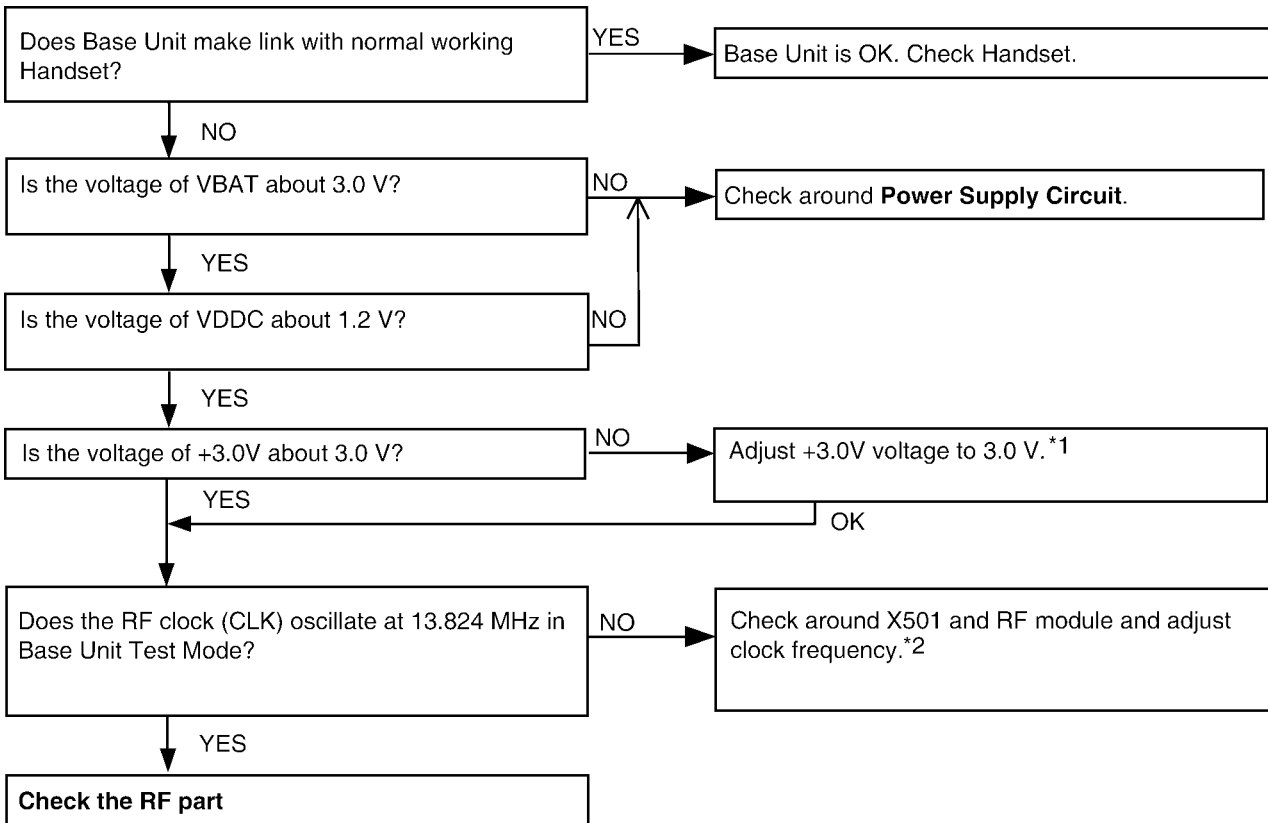 Does Base Unit make link with normal working
Handset?
YES
Base Unit is OK. Check Handset.
NO
Is the voltage of VBAT about 3.0 V?
NO
Check around Power Supply Circuit.
YES
Is the voltage of VDDC about 1.2 V?
NO
YES
Is the voltage of +3.0V about 3.0 V?
NO
Adjust +3.0V voltage to 3.0 V.*1
YES
OK
Does the RF clock (CLK) oscillate at 13.824 MHz in
Base Unit Test Mode?
NO
Check around X501 and RF module and adjust
clock frequency.*2
YES
Check the RF part